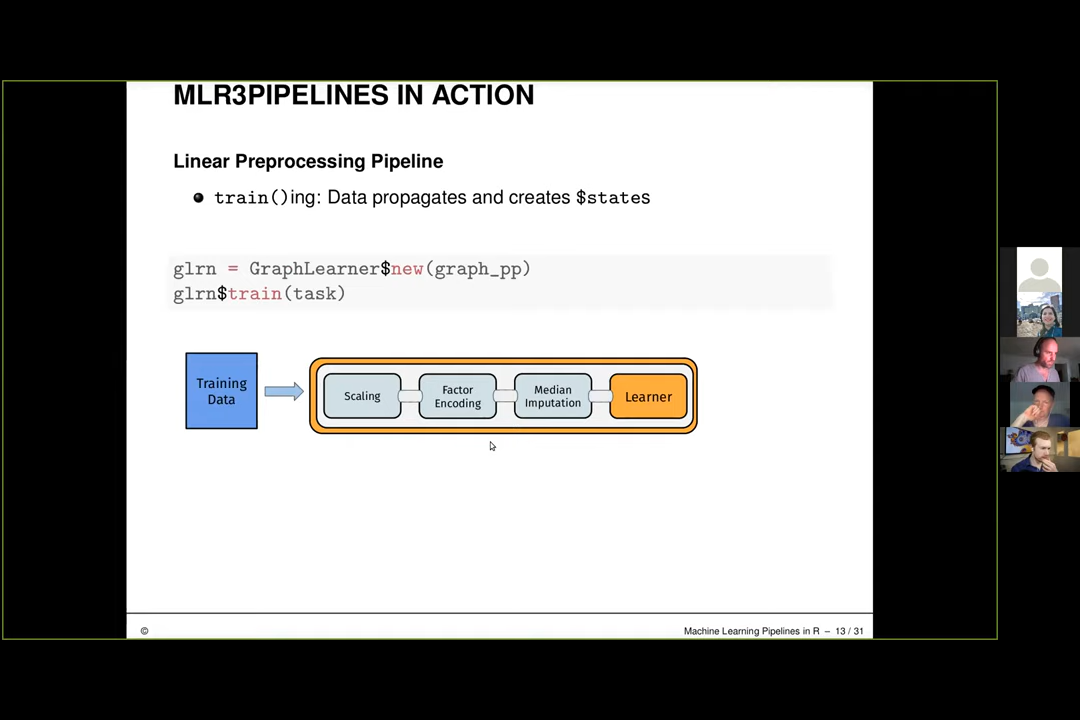 MLR3PIPELINES IN ACTION
Linear Preprocessing Pipeline
train()ing: Data propagates and creates $states
glrn = GraphLearner$new(graph_pp)
glrn$train(task)
Training
Data
Scaling
Factor
Encoding
Median
Imputation
Learner
©
Machine Learning Pipelines in R – 13 / 31